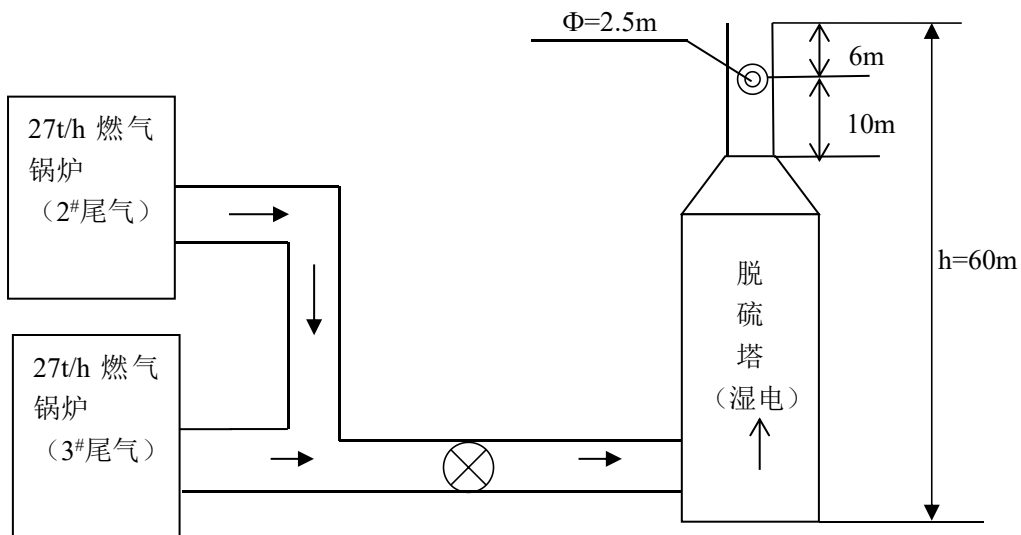 Φ=2.5m
6m
10m
27t/h 燃气
锅炉
（2#尾气）
27t/h 燃气
锅炉
（3#尾气）
脱
硫
塔
（湿电）
h=60m